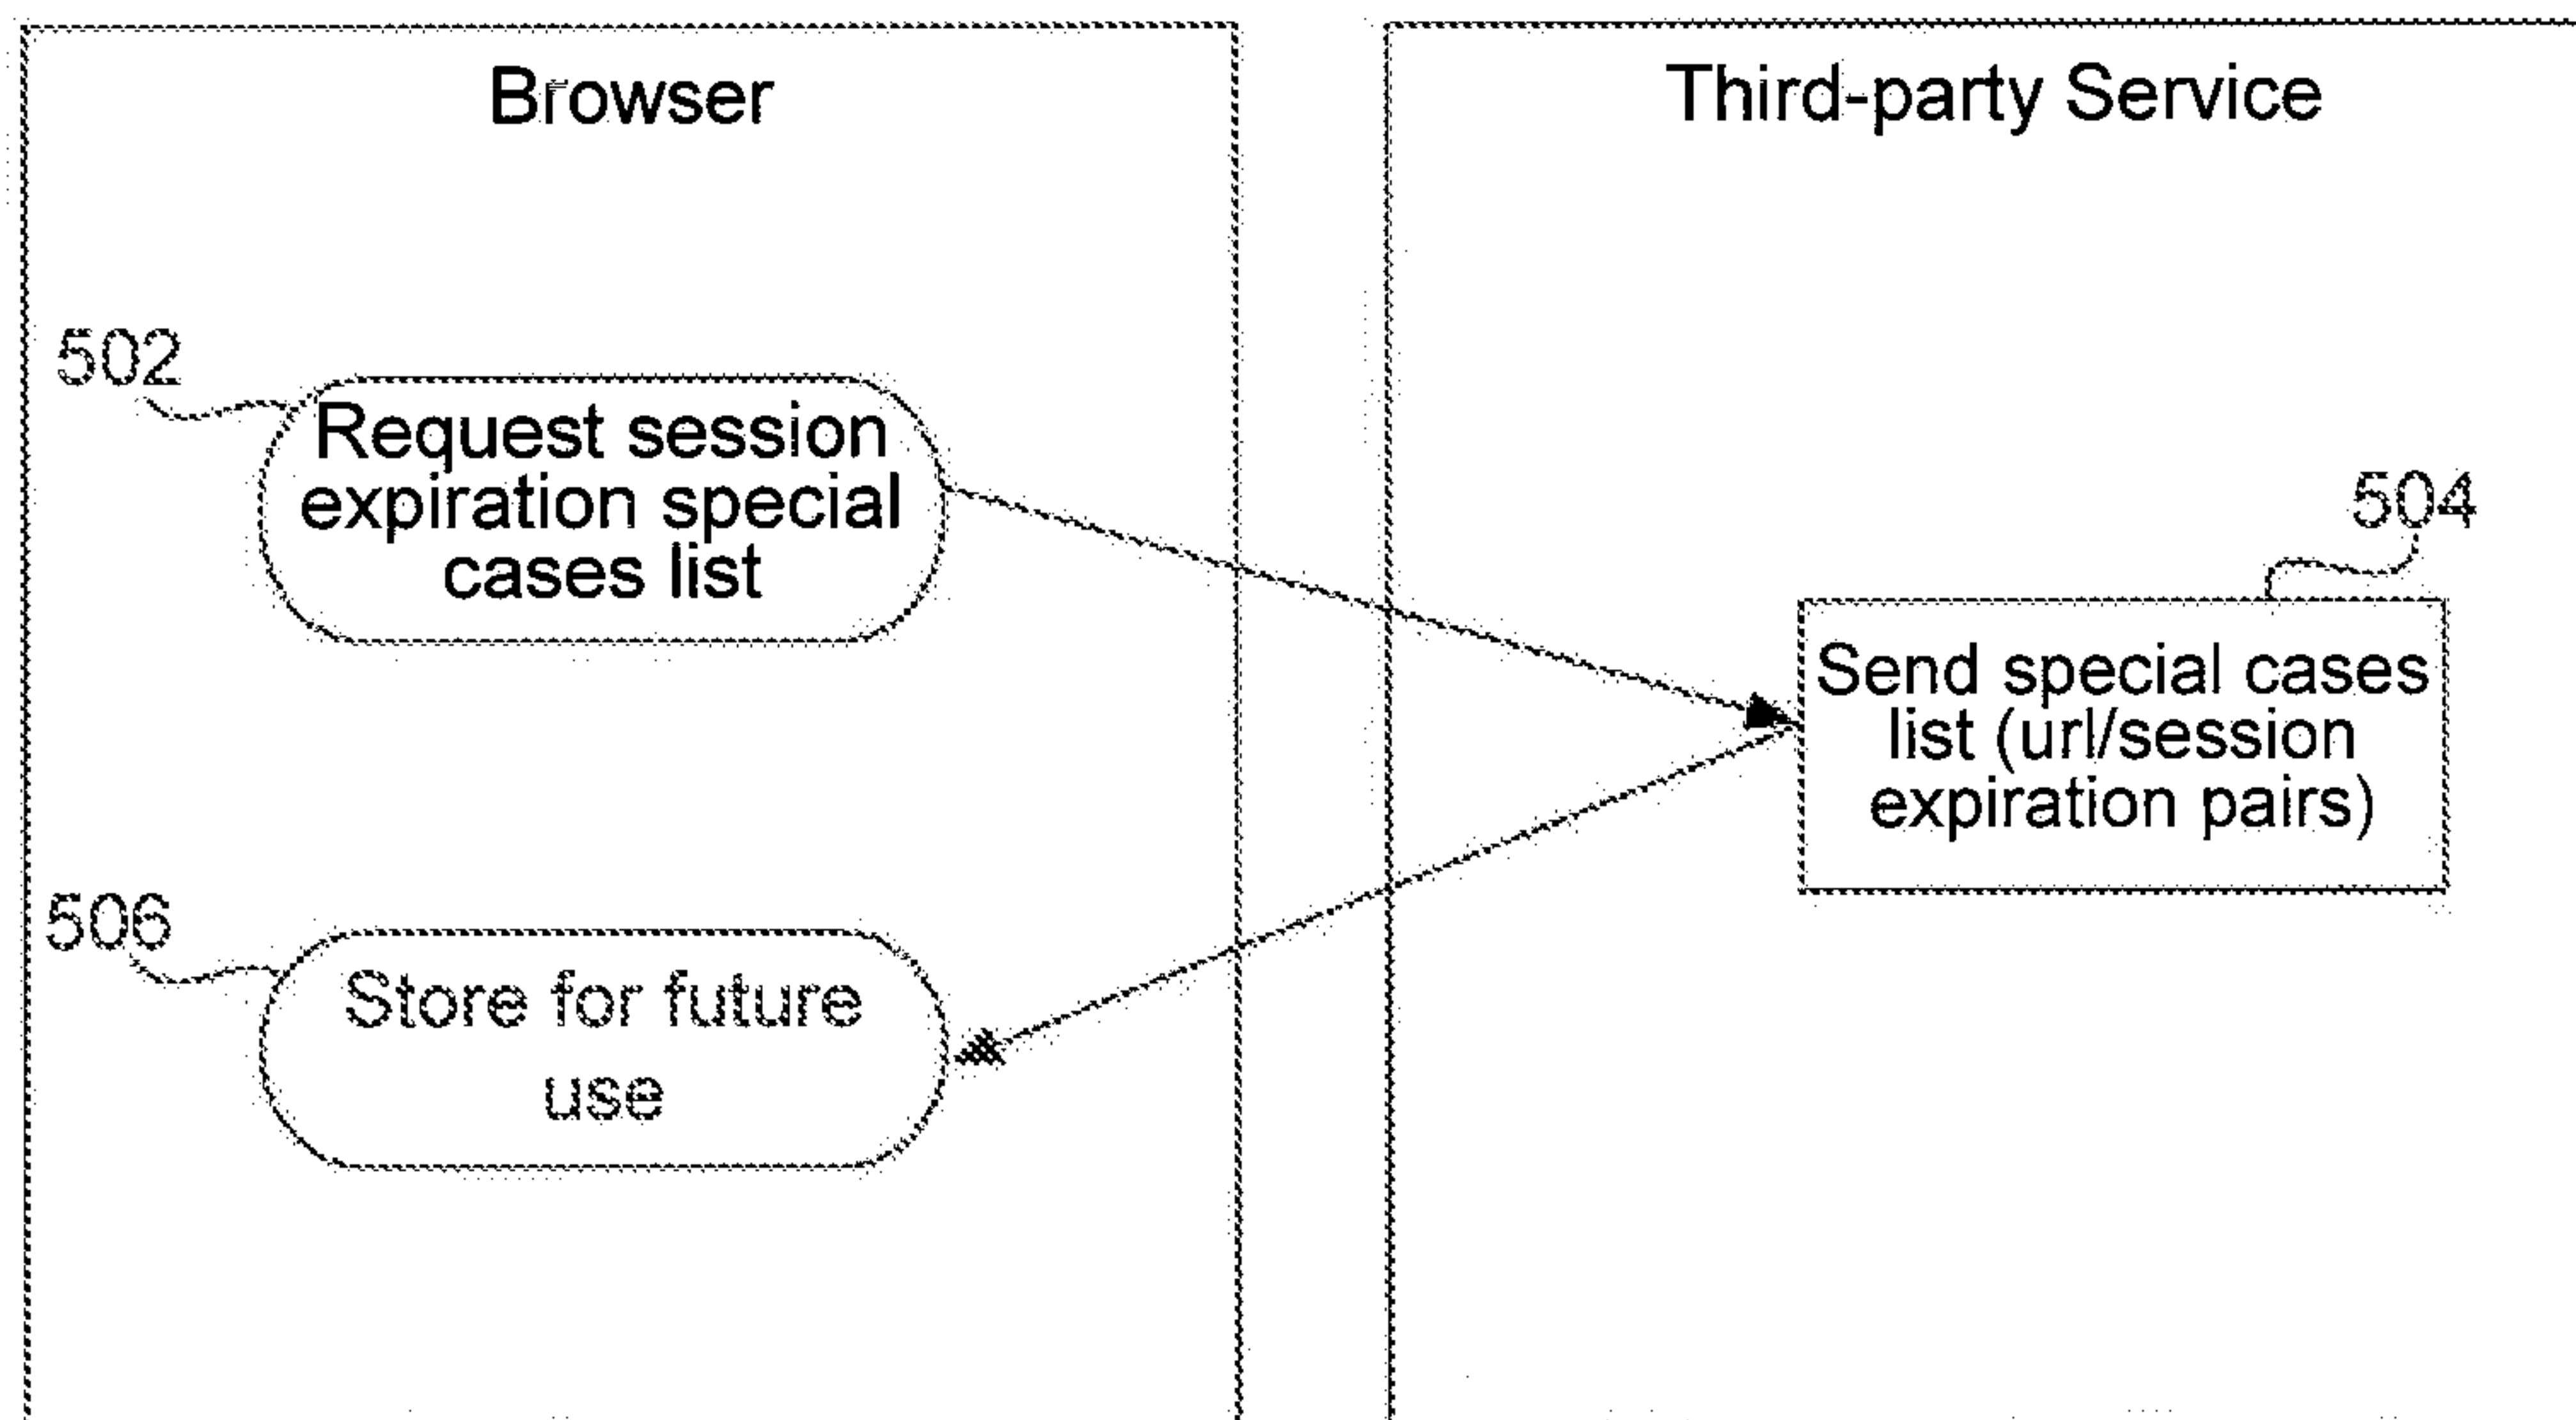 Browser
Third-party Service
502
Request session
expiration special
cases list
504
Send special cases
list (url/session
expiration pairs)
506
Store for future
use